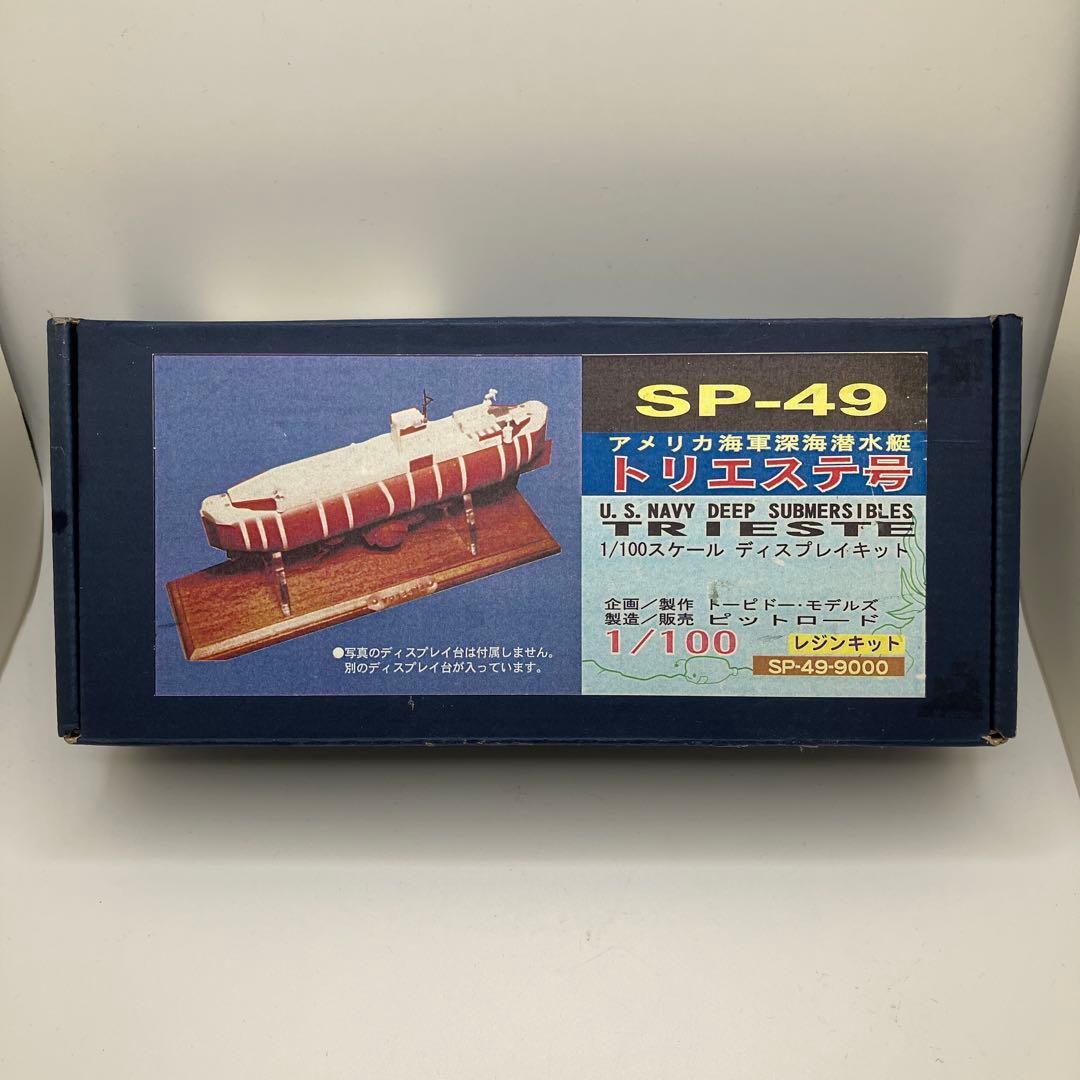 SP-49
アメリカ海軍深海潜水艇
トリエステ号
U.S.NAVY DEEP SUBMERSIBLES
TRIESTE
1/100スケール ディスプレイキット
企画/製作 トーピドー・モデルズ
製造/販売 ピットロード
1/100
レジンキット
SP-49-9000
●写真のディスプレイ台は付属しません。
別のディスプレイ台が入っています。